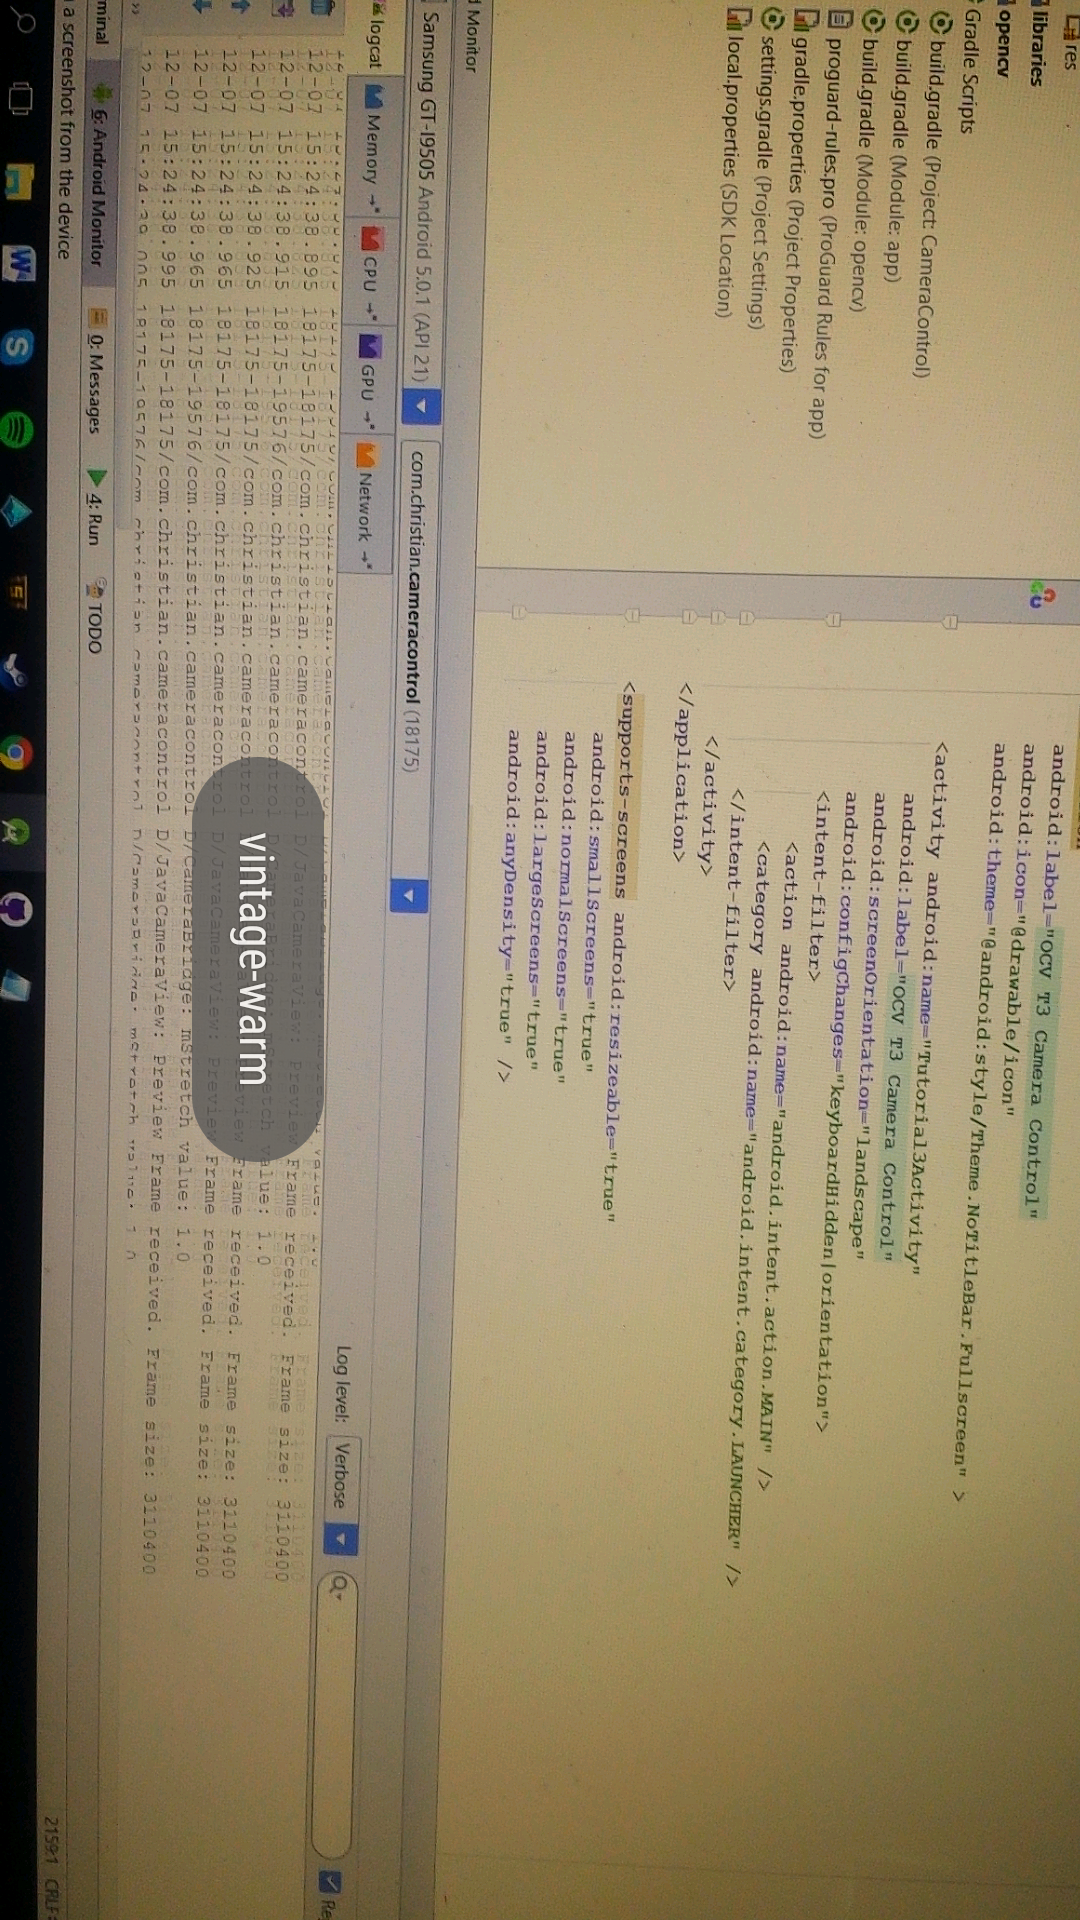 res
libraries
opencv
Gradle Scripts
build.gradle (Project: CameraControl)
build.gradle (Module: app)
build.gradle (Module: opencv)
proguard-rules.pro (ProGuard Rules for app)
gradle.properties (Project Properties)
settings.gradle (Project Settings)
local.properties (SDK Location)
android:label="OCV T3 Camera Control"
android:icon="@drawable/icon"
android:theme="@android:style/Theme.NoTitleBar.Fullscreen" >
<activity android:name="Tutorial3Activity"
android:label="OCV T3 Camera Control"
android:screenOrientation="landscape"
android:configChanges="keyboardHidden|orientation">
<intent-filter>
<action android:name="android.intent.action.MAIN" />
<category android:name="android.intent.category.LAUNCHER" />
</intent-filter>
</activity>
</application>
<supports-screens android:resizeable="true"
android:smallScreens="true"
android:normalScreens="true"
android:largeScreens="true"
android:anyDensity="true" />
Monitor
Samsung GT-I9505 Android 5.0.1 (API 21)
com.christian.cameracontrol (18175)
logcat
Memory
CPU
GPU
Network
Log level:
Verbose
12-07 15:24:38.895 18175-18175/com.christian.cameracontrol D/JavaCameraView: Preview Frame received. Frame size: 3110400
12-07 15:24:38.915 18175-19576/com.christian.cameracontrol value: 1.0
12-07 15:24:38.925 18175-18175/com.christian.cameracontrol Frame received. Frame size: 3110400
12-07 15:24:38.965 18175-18175/com.christian.cameracontrol D/JavaCameraView: Preview Frame received. Frame size: 3110400
12-07 15:24:38.965 18175-19576/com.christian.cameracontrol D/CameraBridge: mStretch value: 1.0
12-07 15:24:38.995 18175-18175/com.christian.cameracontrol D/JavaCameraView: Preview Frame received. Frame size: 3110400
vintage-warm
6: Android Monitor
0: Messages
4: Run
TODO
a screenshot from the device
2159:1
CRLF